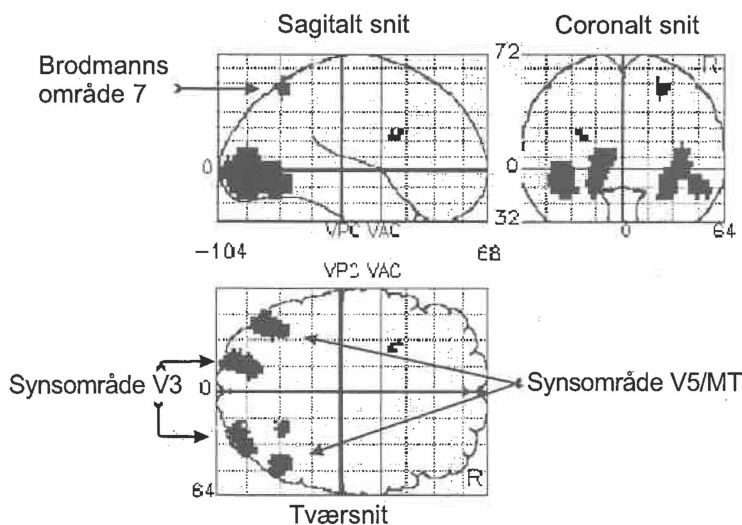 Sagitalt snit
Coronalt snit
Brodmanns
område 7
72
R
0
0
VPC VAC
32
0
64
−104
68
VPC VAC
Synsområde V3
0
Synsområde V5/MT
R
64
Tværsnit